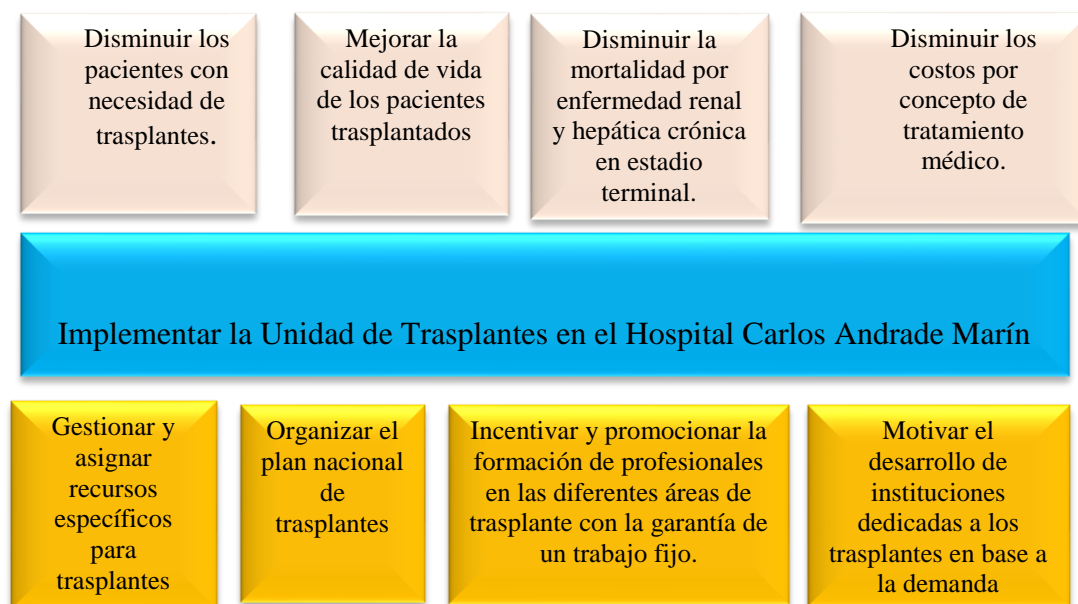 Disminuir los
pacientes con
necesidad de
trasplantes.
Mejorar la
calidad de vida
de los pacientes
trasplantados
Disminuir la
mortalidad por
enfermedad renal
y hepática crónica
en estadio
terminal.
Disminuir los
costos por
concepto de
tratamiento
médico.
Implementar la Unidad de Trasplantes en el Hospital Carlos Andrade Marín
Gestionar y
asignar
recursos
específicos
para
trasplantes
Organizar el
plan nacional
de
trasplantes
Incentivar y promocionar la
formación de profesionales
en las diferentes áreas de
trasplante con la garantía de
un trabajo fijo.
Motivar el
desarrollo de
instituciones
dedicadas a los
trasplantes en base a
la demanda